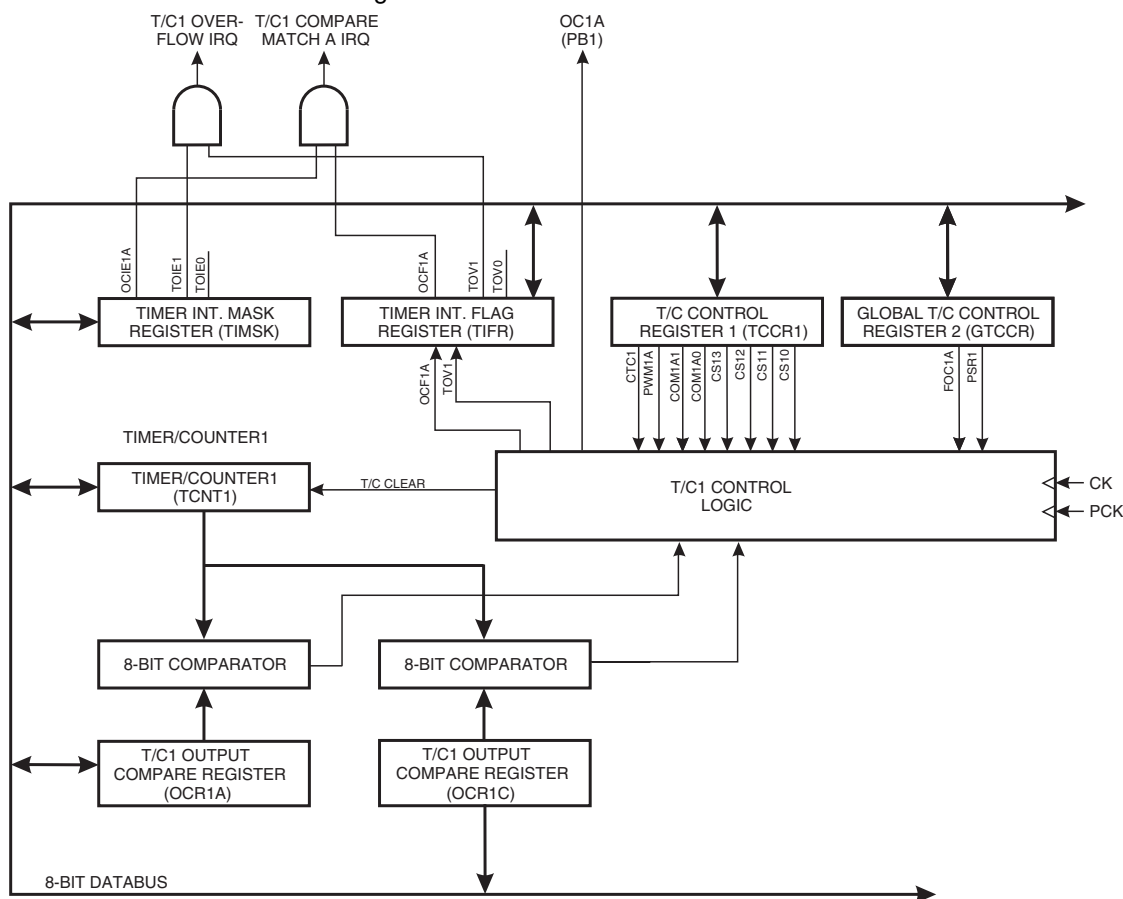 T/C1 OVER-
FLOW IRQ
T/C1 COMPARE
MATCH A IRQ
OC1A
(PB1)
OCIE1A
TOIE1
TOIE0
OCF1A
TOV1
TOV0
TIMER INT. MASK
REGISTER (TIMSK)
TIMER INT. FLAG
REGISTER (TIFR)
T/C CONTROL
REGISTER 1 (TCCR1)
GLOBAL T/C CONTROL
REGISTER 2 (GTCCR)
OCF1A
TOV1
CTC1
PWM1A
COM1A1
COM1A0
CS13
CS12
CS11
CS10
FOC1A
PSR1
TIMER/COUNTER1
TIMER/COUNTER1
(TCNT1)
T/C CLEAR
T/C1 CONTROL
LOGIC
CK
PCK
8-BIT COMPARATOR
8-BIT COMPARATOR
T/C1 OUTPUT
COMPARE REGISTER
(OCR1A)
T/C1 OUTPUT
COMPARE REGISTER
(OCR1C)
8-BIT DATABUS